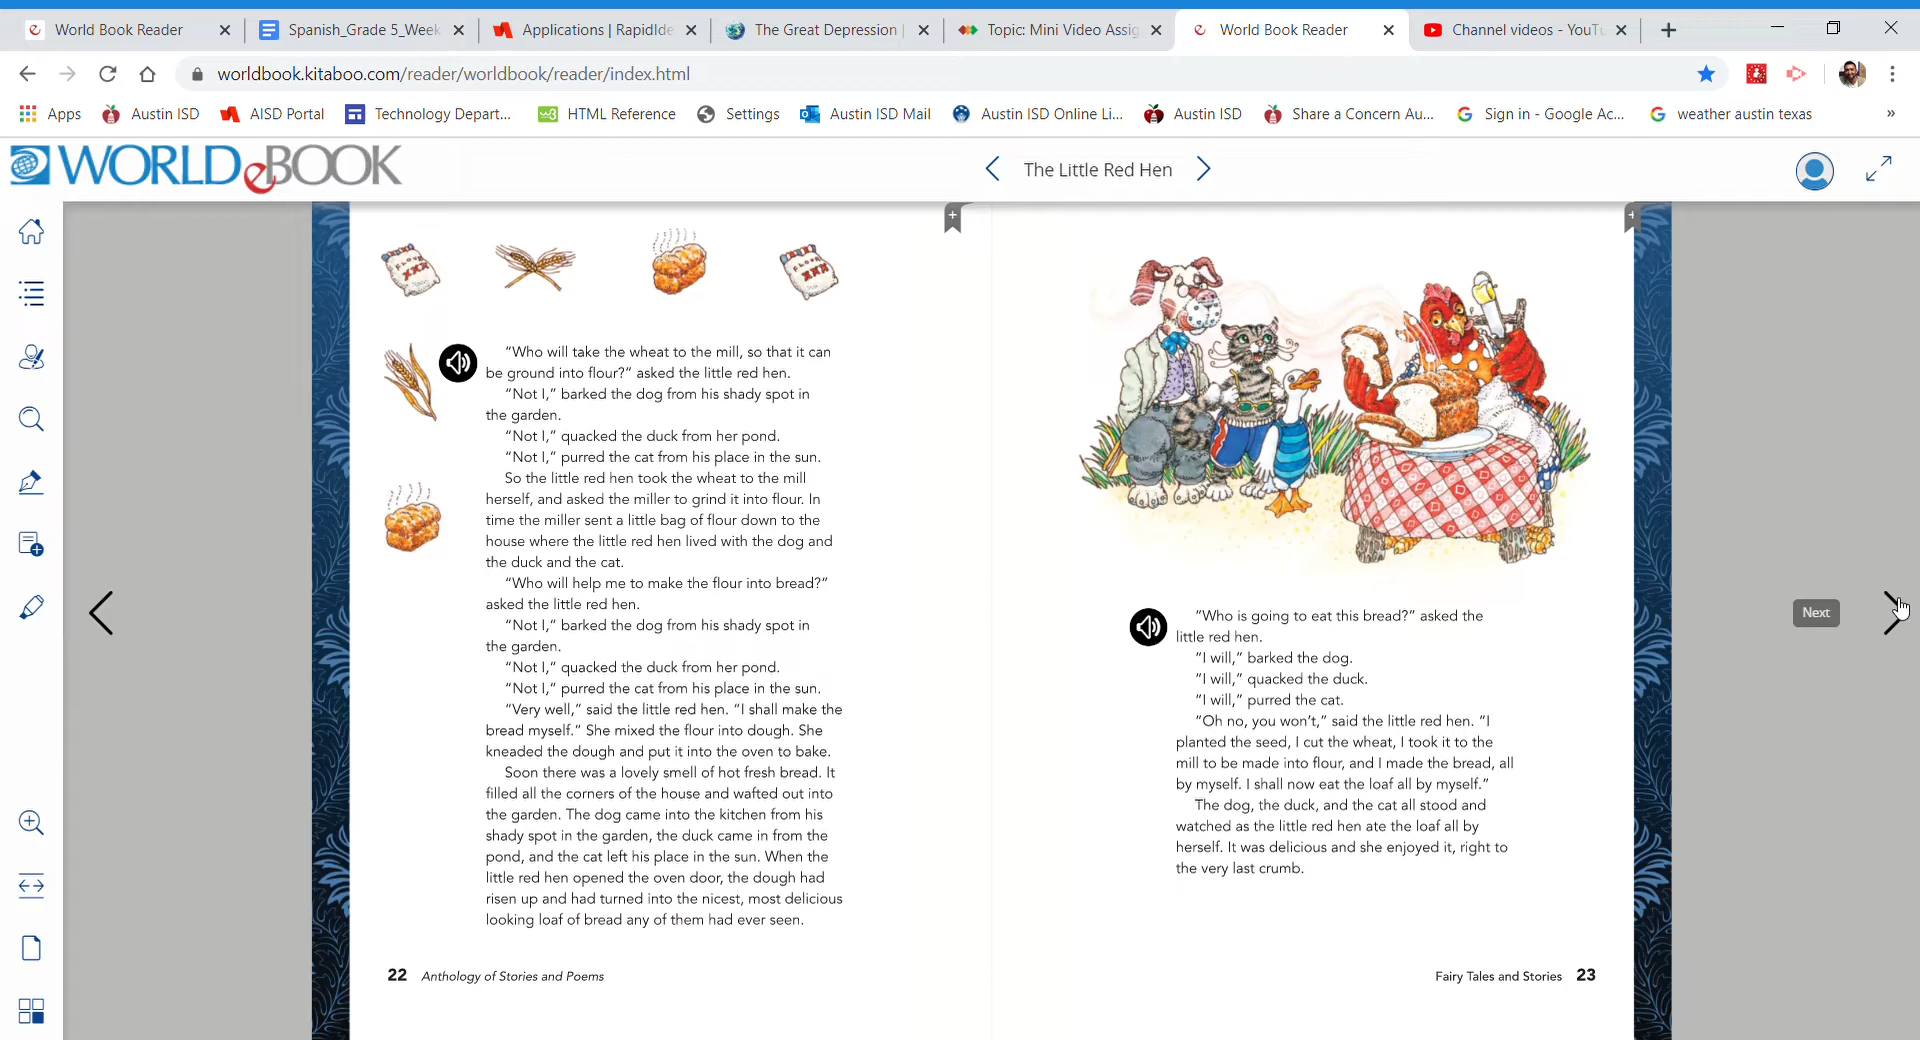 World Book Reader
Spanish_Grade 5_Week
Applications | RapidIde
The Great Depression |
Topic: Mini Video Assig
World Book Reader
Channel videos - YouTu
worldbook.kitaboo.com/reader/worldbook/reader/index.html
Apps
Austin ISD
AISD Portal
Technology Depart...
HTML Reference
Settings
Austin ISD Mail
Austin ISD Online Li...
Austin ISD
Share a Concern Au...
Sign in - Google Ac...
weather austin texas
»
WORLD eBOOK
The Little Red Hen
FLOUR
XXX
FLOUR
XXX
“Who will take the wheat to the mill, so that it can
be ground into flour?” asked the little red hen.
“Not I,” barked the dog from his shady spot in
the garden.
“Not I,” quacked the duck from her pond.
“Not I,” purred the cat from his place in the sun.
So the little red hen took the wheat to the mill
herself, and asked the miller to grind it into flour. In
time the miller sent a little bag of flour down to the
house where the little red hen lived with the dog and
the duck and the cat.
“Who will help me to make the flour into bread?”
asked the little red hen.
“Not I,” barked the dog from his shady spot in
the garden.
“Not I,” quacked the duck from her pond.
“Not I,” purred the cat from his place in the sun.
“Very well,” said the little red hen. “I shall make the
bread myself.” She mixed the flour into dough. She
kneaded the dough and put it into the oven to bake.
Soon there was a lovely smell of hot fresh bread. It
filled all the corners of the house and wafted out into
the garden. The dog came into the kitchen from his
shady spot in the garden, the duck came in from the
pond, and the cat left his place in the sun. When the
little red hen opened the oven door, the dough had
risen up and had turned into the nicest, most delicious
looking loaf of bread any of them had ever seen.
22 Anthology of Stories and Poems
“Who is going to eat this bread?” asked the
little red hen.
“I will,” barked the dog.
“I will,” quacked the duck.
“I will,” purred the cat.
“Oh no, you won’t,” said the little red hen. “I
planted the seed, I cut the wheat, I took it to the
mill to be made into flour, and I made the bread, all
by myself. I shall now eat the loaf all by myself.”
The dog, the duck, and the cat all stood and
watched as the little red hen ate the loaf all by
herself. It was delicious and she enjoyed it, right to
the very last crumb.
Fairy Tales and Stories 23
Next